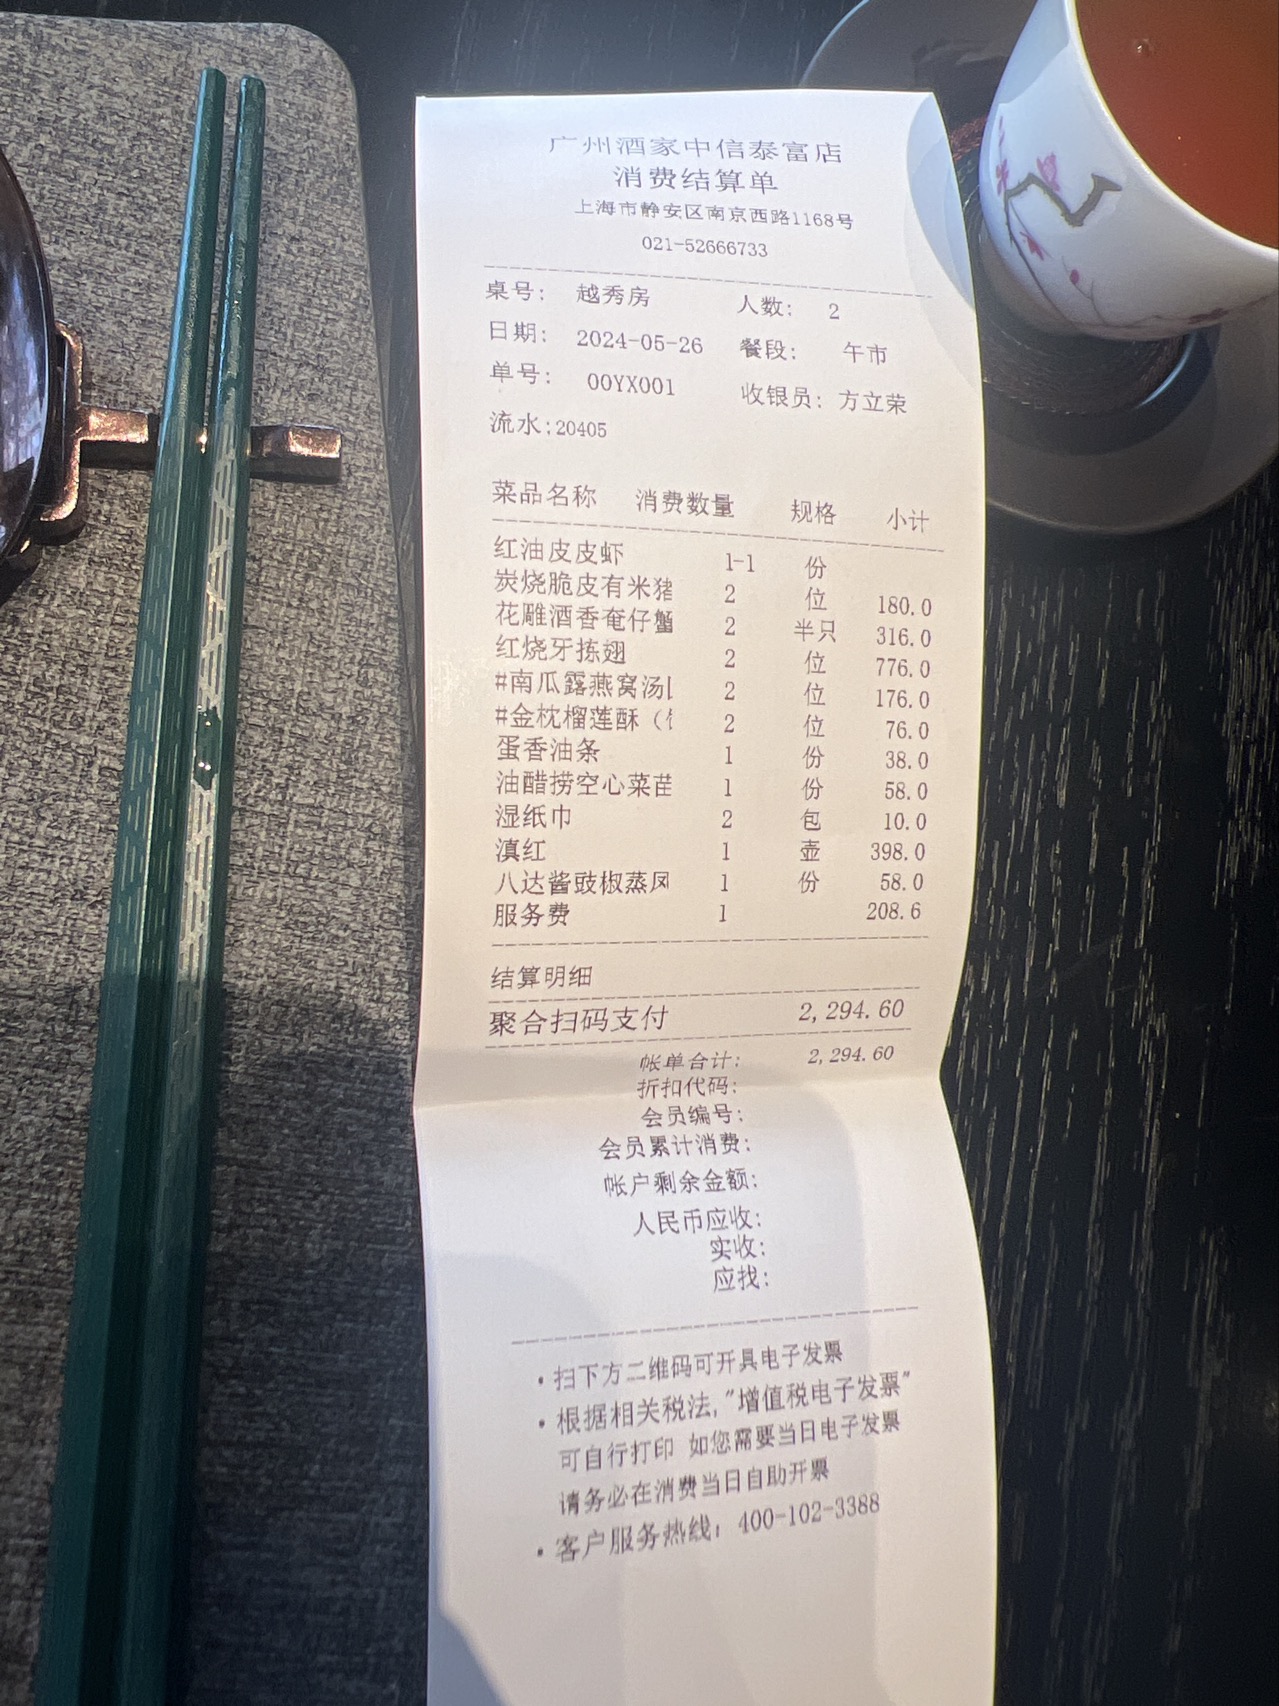 广州酒家中信泰富店
消费结算单
上海市静安区南京西路1168号
021-52666733
桌号： 越秀房 人数： 2
日期： 2024-05-26 餐段： 午市
单号： 00YX001 收银员：方立荣
流水:20405
菜品名称 消费数量 规格 小计
红油皮皮虾 1-1 份
炭烧脆皮有米猪 2 位 180.0
花雕酒香奄仔蟹 2 半只 316.0
红烧牙拣翅 2 位 776.0
#南瓜露燕窝汤 2 位 176.0
#金枕榴莲酥（ 2 位 76.0
蛋香油条 1 份 38.0
油醋捞空心菜苗 1 份 58.0
湿纸巾 2 包 10.0
滇红 1 壶 398.0
八达酱豉椒蒸凤 1 份 58.0
服务费 1 208.6
结算明细
聚合扫码支付 2,294.60
帐单合计: 2,294.60
折扣代码:
会员编号:
会员累计消费:
帐户剩余金额:
人民币应收:
实收:
应找:
·扫下方二维码可开具电子发票
·根据相关税法,"增值税电子发票"
可自行打印 如您需要当日电子发票
请务必在消费当日自助开票
·客户服务热线：400-102-3388